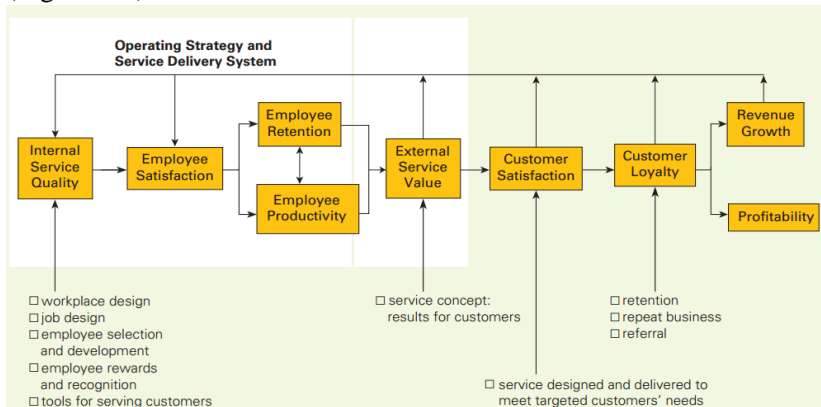 Operating Strategy and
Service Delivery System
Internal
Service
Quality
Employee
Satisfaction
Employee
Retention
Employee
Productivity
External
Service
Value
Customer
Satisfaction
Customer
Loyalty
Revenue
Growth
Profitability
□ workplace design
□ job design
□ employee selection
and development
□ employee rewards
and recognition
□ tools for serving customers
□ service concept:
results for customers
□ service designed and delivered to
meet targeted customers' needs
□ retention
□ repeat business
□ referral